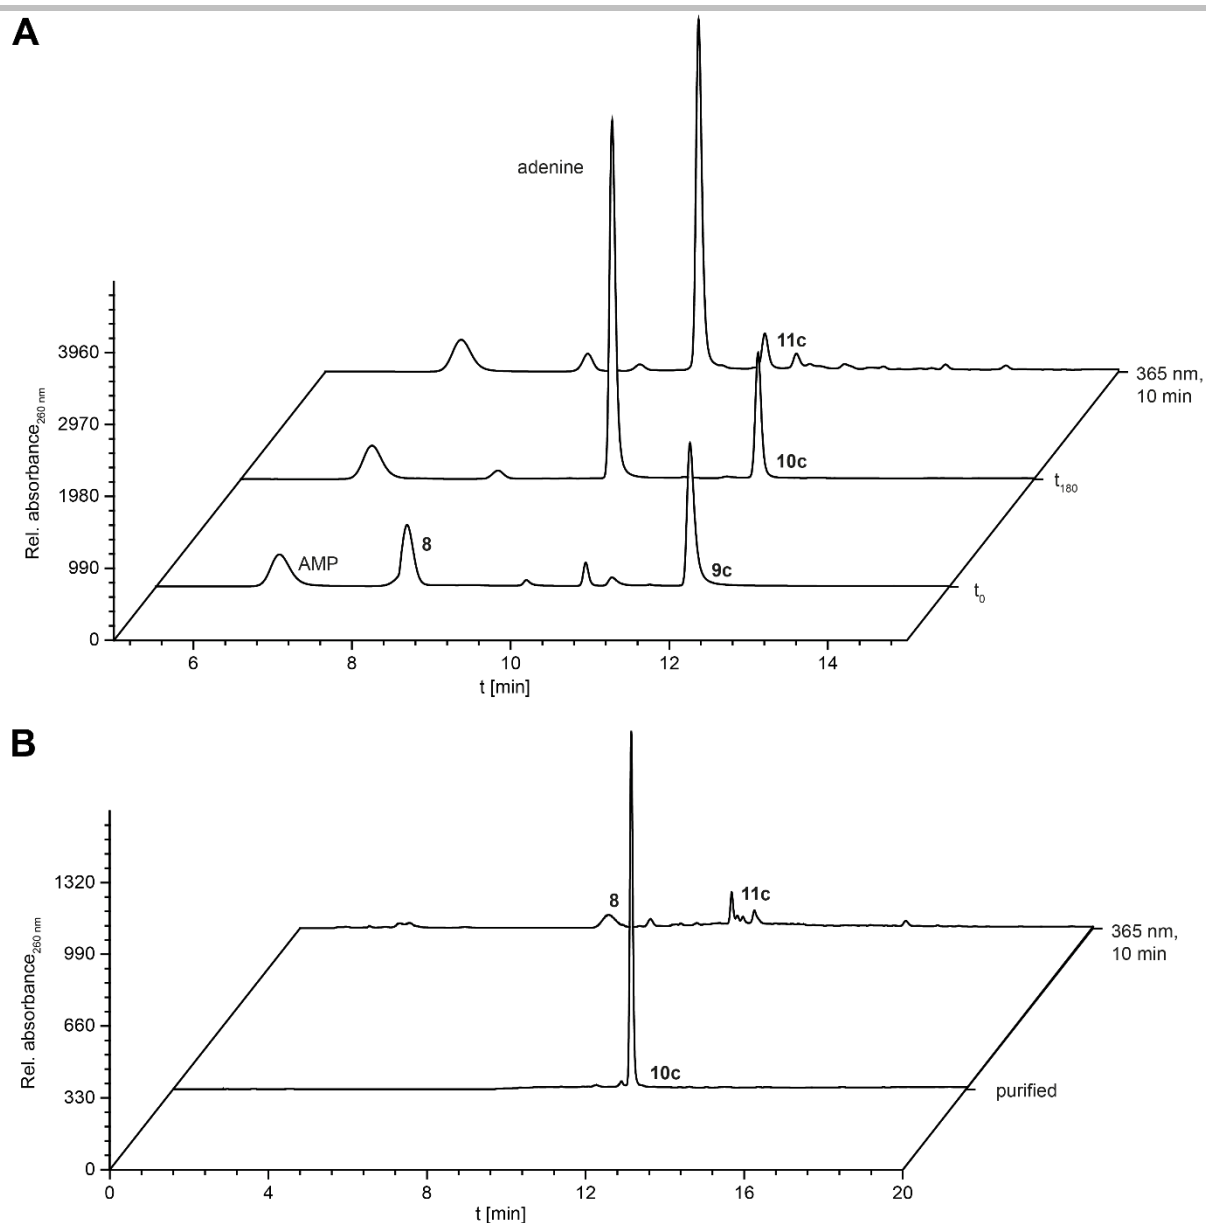 A
adenine
3960
11c
365 nm,
10 min
2970
10c
t180
1980
8
990
AMP
9c
t0
0
6 8 10 12 14
t [min]
Rel. absorbance260 nm
B
1320
8
11c
365 nm,
10 min
990
660
10c
330
purified
0
0 4 8 12 16 20
t [min]
Rel. absorbance260 nm